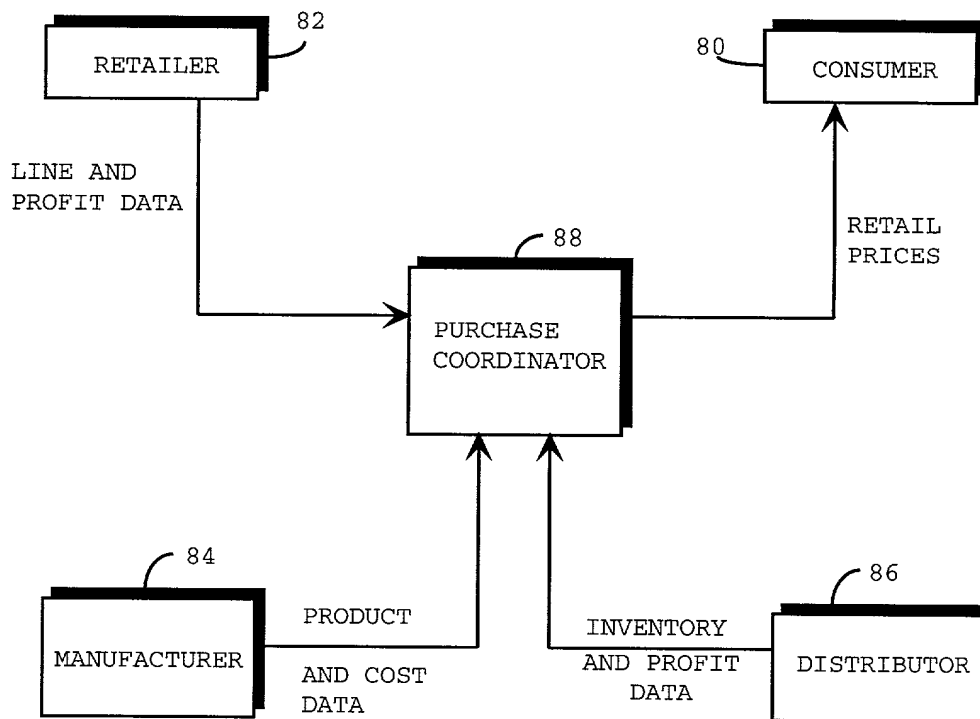 82
RETAILER
80
CONSUMER
LINE AND
PROFIT DATA
RETAIL
PRICES
88
PURCHASE
COORDINATOR
84
MANUFACTURER
PRODUCT
AND COST
DATA
86
INVENTORY
AND PROFIT
DATA
DISTRIBUTOR